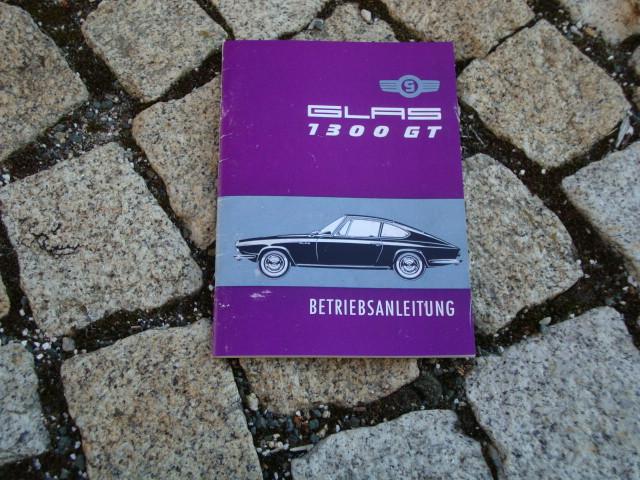 G
GLAS
1300 GT
BETRIEBSANLEITUNG